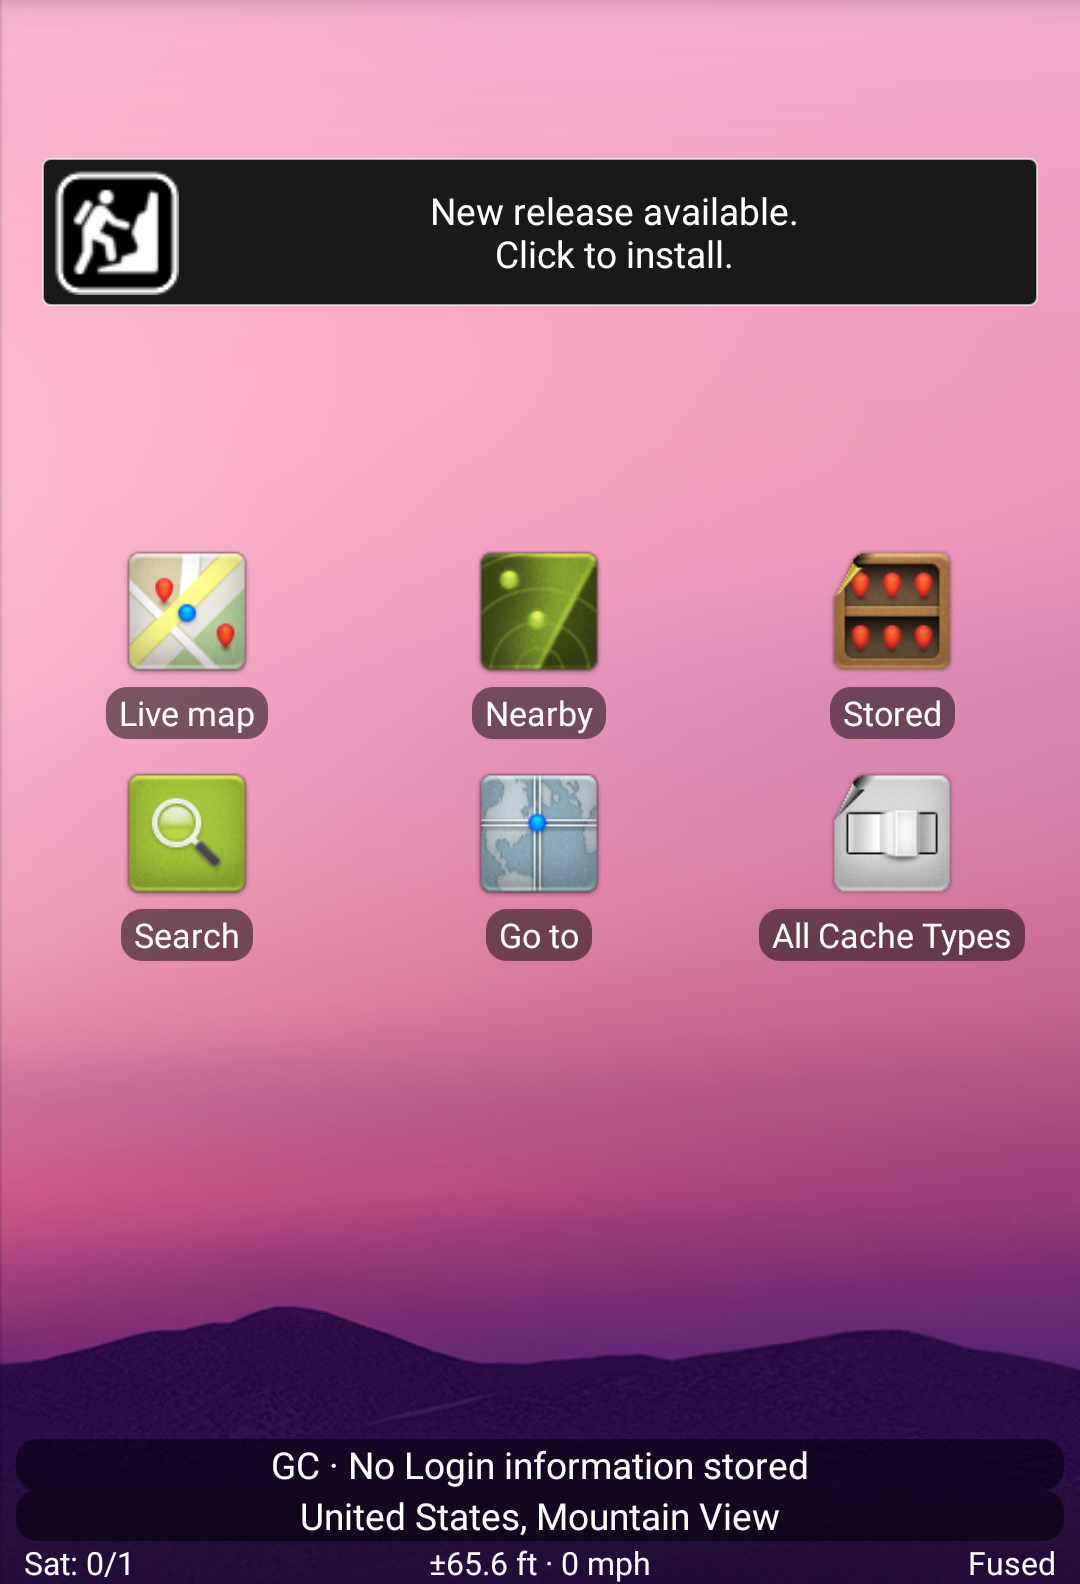 New release available.
Click to install.
Live map
Nearby
Stored
Search
Go to
All Cache Types
GC · No Login information stored
United States, Mountain View
Sat: 0/1
±65.6 ft · 0 mph
Fused